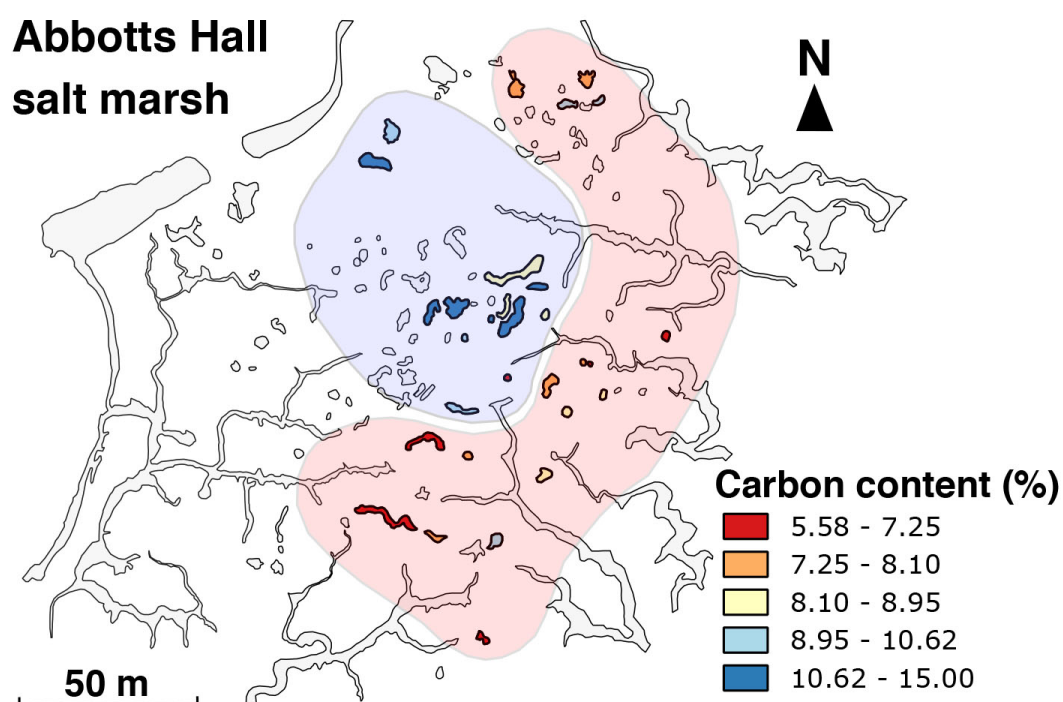 Abbotts Hall
salt marsh
N
Carbon content (%)
5.58 - 7.25
7.25 - 8.10
8.10 - 8.95
8.95 - 10.62
10.62 - 15.00
50 m